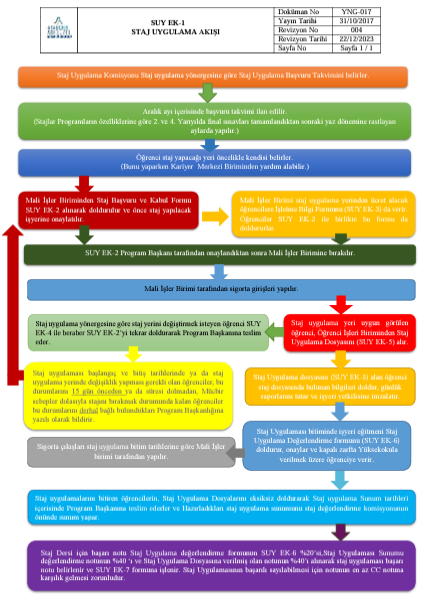 SUY EK-1
STAJ UYGULAMA AKIŞI
Doküman No YNG-017
Yayın Tarihi 31/10/2017
Revizyon No 004
Revizyon Tarihi 22/12/2023
Sayfa No Sayfa 1 / 1
Staj Uygulama Komisyonu Staj uygulama yönergesine göre Staj Uygulama Başvuru Takvimini belirler.
Aralık ayı içerisinde başvuru takvimi ilan edilir.
(Stajlar Programların özelliklerine göre 2. ve 4. Yarıyılda final sınavları tamamlandıktan sonraki yaz dönemine rastlayan
aylarda yapılır.)
Öğrenci staj yapacağı yeri öncelikle kendisi belirler.
(Bunu yaparken Kariyer Merkezi Biriminden yardım alabilir.)
Mali İşler Biriminden Staj Başvuru ve Kabul Formu
SUY EK-2 alınarak doldurulur ve önce staj yapılacak
işyerine onaylatılır.
Mali İşler Birimi staj uygulama yerinden ücret alacak
öğrencilere İşletme Bilgi Formunu (SUY EK-3) da verir.
Öğrenciler SUY EK-2 ile birlikte bu formu da
doldururlar.
SUY EK-2 Program Başkanı tarafından onaylandıktan sonra Mali İşler Birimine bırakılır.
Mali İşler Birimi tarafından sigorta girişleri yapılır.
Staj uygulama yönergesine göre staj yerini değiştirmek isteyen öğrenci SUY
EK-4 ile beraber SUY EK-2'yi tekrar doldurarak Program Başkanına teslim
eder.
Staj uygulama yeri uygun görülen
öğrenci, Öğrenci İşleri Biriminden Staj
Uygulama Dosyasını (SUY EK-5) alır.
Staj uygulaması başlangıç ve bitiş tarihlerinde ya da staj
uygulama yerinde değişiklik yapması gerekli olan öğrenciler, bu
durumlarını 15 gün önceden ya da süresi dolmadan, Mücbir
sebepler dolasıyla stajını bırakmak durumunda kalan öğrenciler
bu durumlarını derhal bağlı bulundukları Program Başkanlığına
yazılı olarak bildirir.
Staj Uygulama dosyasını (SUY EK-5) alan öğrenci
staj dosyasında bulunan bilgileri doldur, günlük
raporlarını tutar ve işyeri yetkilisine imzalatır.
Staj Uygulaması bitiminde işyeri eğitmeni Staj
Uygulama Değerlendirme formunu (SUY EK-6)
doldurur, onaylar ve kapalı zarfta Yüksekokula
verilmek üzere öğrenciye verir.
Sigorta çıkışları staj uygulama bitim tarihlerine göre Mali İşler
birimi tarafından yapılır.
Staj uygulamalarını bitiren öğrencilerin, Staj Uygulama Dosyalarını eksiksiz doldurarak Staj uygulama Sunum tarihleri
içerisinde Program Başkanına teslim ederler ve Hazırladıkları staj uygulama sunumunu staj değerlendirme komisyonunun
önünde sunum yapar.
Staj Dersi için başarı notu Staj Uygulama değerlendirme formunun SUY EK-6 %20'si,Staj Uygulaması Sunumu
değerlendirme notunun %40 'ı ve Staj Uygulama Dosyasına verilmiş olan notunun %40'ı alınarak staj uygulaması başarı
notu belirlenir ve SUY EK-7 formuna işlenir. Staj Uygulamasının başarılı sayılabilmesi için notunun en az CC notuna
karşılık gelmesi zorunludur.